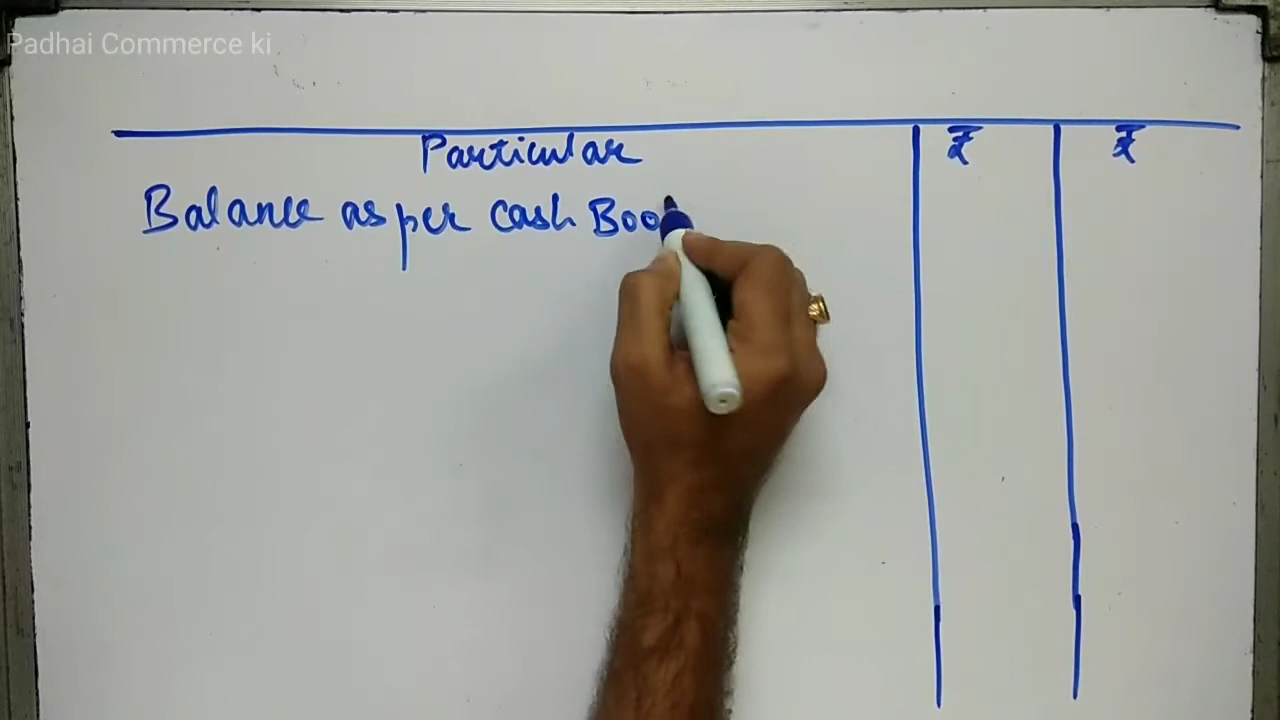 Padhai Commerce ki
Particular ₹ ₹
Balance as per cash Boo